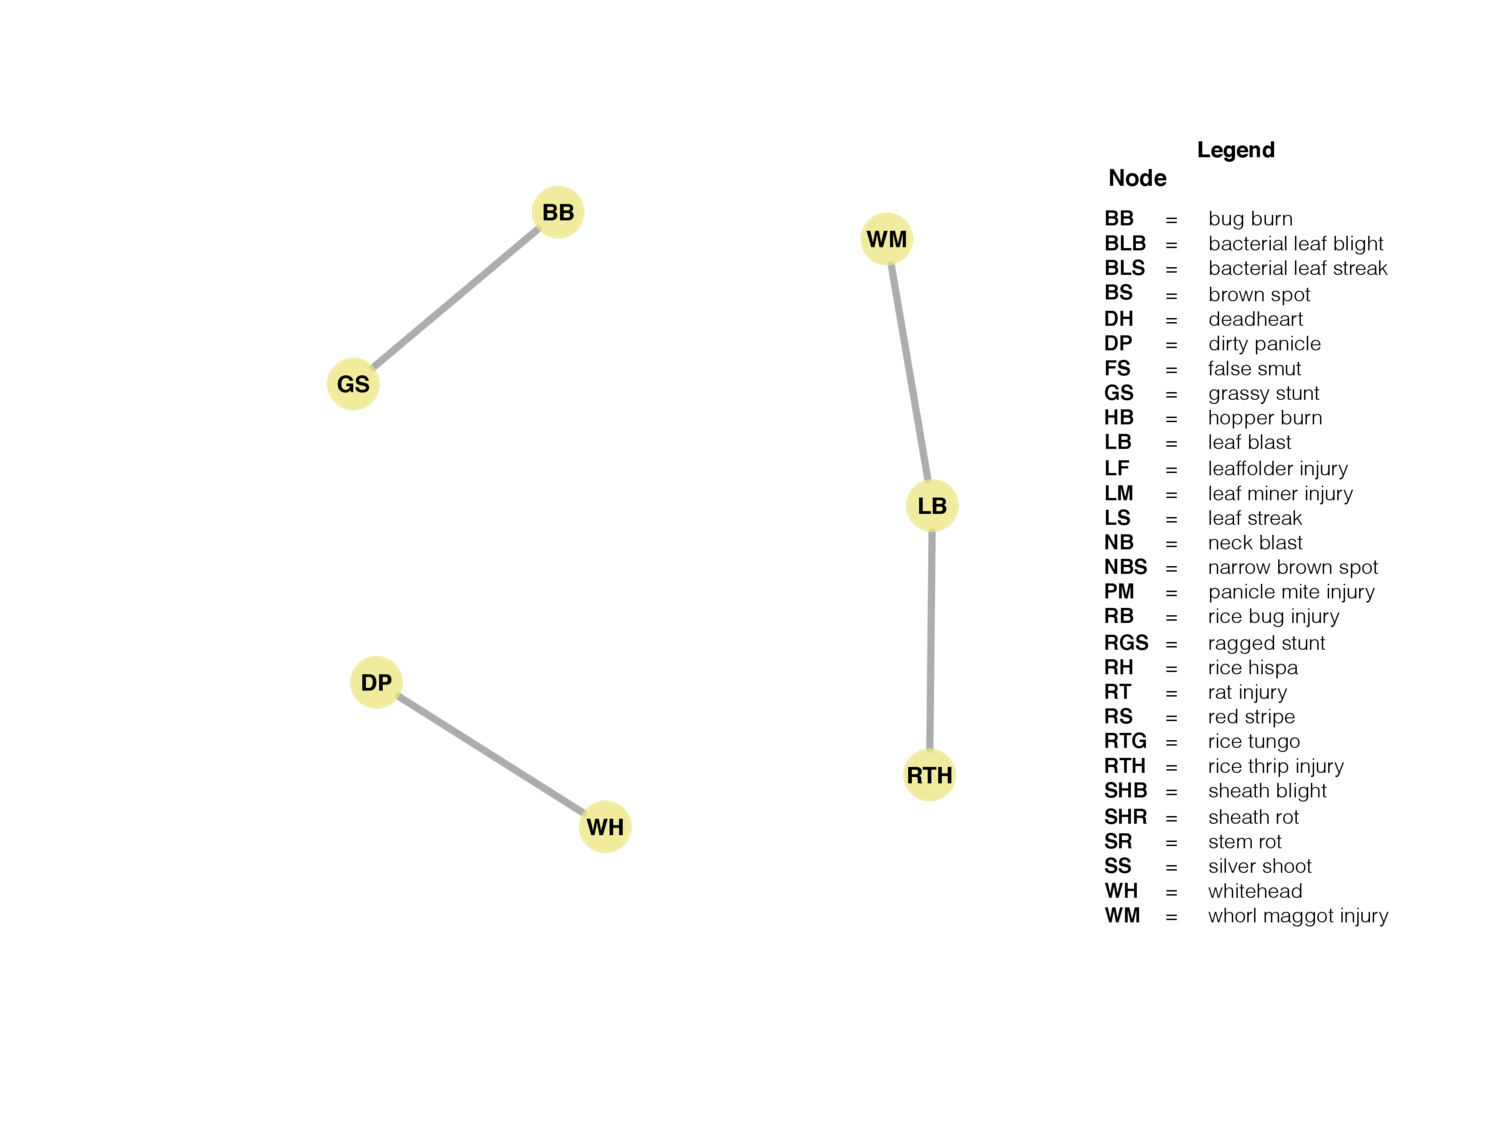 BB
WM
GS
LB
DP
RTH
WH
Legend
Node
BB = bug burn
BLB = bacterial leaf blight
BLS = bacterial leaf streak
BS = brown spot
DH = deadheart
DP = dirty panicle
FS = false smut
GS = grassy stunt
HB = hopper burn
LB = leaf blast
LF = leaffolder injury
LM = leaf miner injury
LS = leaf streak
NB = neck blast
NBS = narrow brown spot
PM = panicle mite injury
RB = rice bug injury
RGS = ragged stunt
RH = rice hispa
RT = rat injury
RS = red stripe
RTG = rice tungo
RTH = rice thrip injury
SHB = sheath blight
SHR = sheath rot
SR = stem rot
SS = silver shoot
WH = whitehead
WM = whorl maggot injury